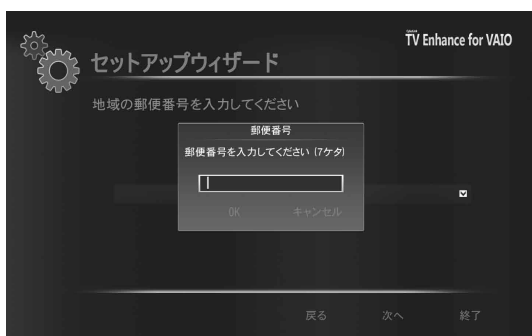 TV Enhance for VAIO
セットアップウィザード
地域の郵便番号を入力してください
郵便番号
郵便番号を入力してください (7ケタ)
OK
キャンセル
戻る
次へ
終了